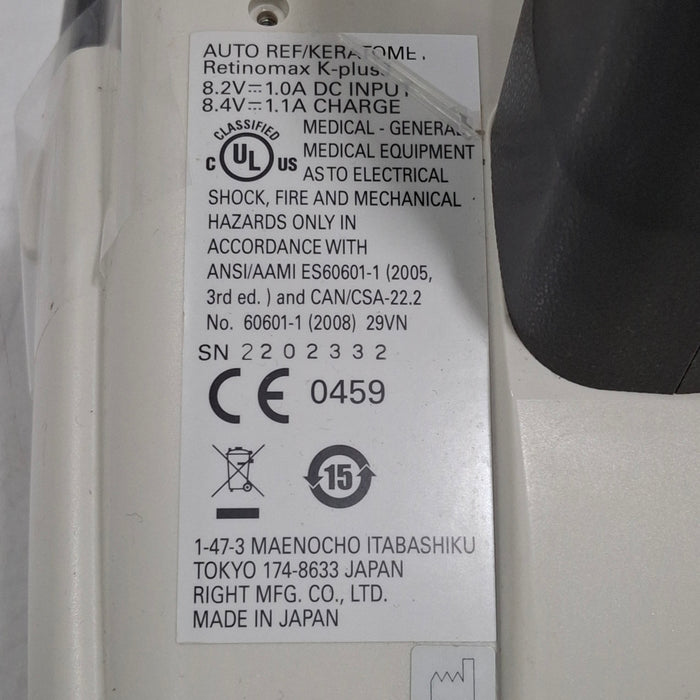 AUTO REF/KERATOME
Retinomax K-plus
8.2V⎓1.0A DC INPUT
8.4V⎓1.1A CHARGE
CLASSIFIED
C UL US
MEDICAL - GENERAL
MEDICAL EQUIPMENT
AS TO ELECTRICAL
SHOCK, FIRE AND MECHANICAL
HAZARDS ONLY IN
ACCORDANCE WITH
ANSI/AAMI ES60601-1 (2005,
3rd ed. ) and CAN/CSA-22.2
No. 60601-1 (2008) 29VN
SN 2202332
CE 0459
15
1-47-3 MAENOCHO ITABASHIKU
TOKYO 174-8633 JAPAN
RIGHT MFG. CO., LTD.
MADE IN JAPAN